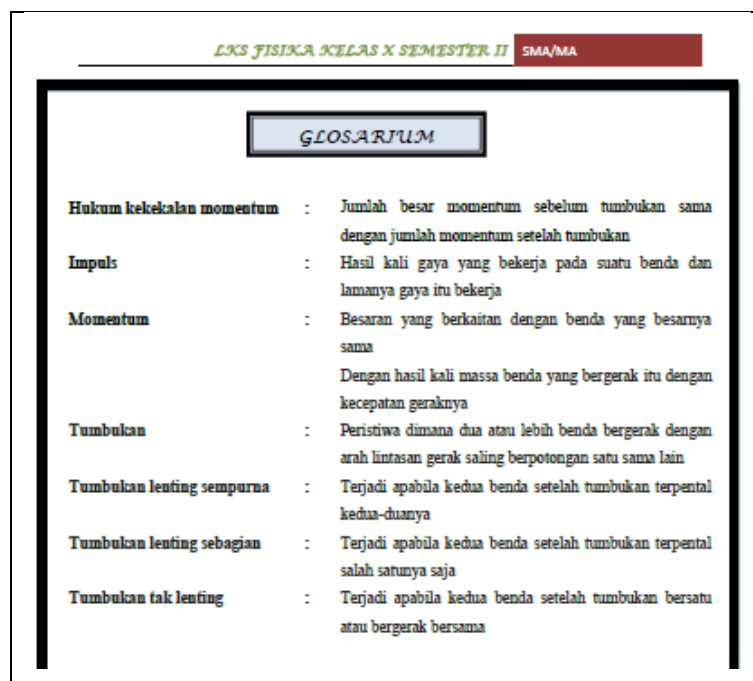 LKS FISIKA KELAS X SEMESTER II SMA/MA
GLOSARIUM
Hukum kekekalan momentum : Jumlah besar momentum sebelum tumbukan sama
dengan jumlah momentum setelah tumbukan
Impuls : Hasil kali gaya yang bekerja pada suatu benda dan
lamanya gaya itu bekerja
Momentum : Besaran yang berkaitan dengan benda yang besarnya
sama
Dengan hasil kali massa benda yang bergerak itu dengan
kecepatan geraknya
Tumbukan : Peristiwa dimana dua atau lebih benda bergerak dengan
arah lintasan gerak saling berpotongan satu sama lain
Tumbukan lenting sempurna : Terjadi apabila kedua benda setelah tumbukan terpental
kedua-duanya
Tumbukan lenting sebagian : Terjadi apabila kedua benda setelah tumbukan terpental
salah satunya saja
Tumbukan tak lenting : Terjadi apabila kedua benda setelah tumbukan bersatu
atau bergerak bersama